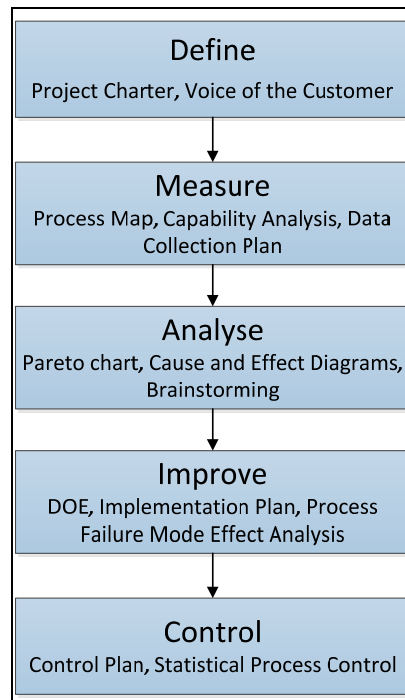 Define
Project Charter, Voice of the Customer
Measure
Process Map, Capability Analysis, Data
Collection Plan
Analyse
Pareto chart, Cause and Effect Diagrams,
Brainstorming
Improve
DOE, Implementation Plan, Process
Failure Mode Effect Analysis
Control
Control Plan, Statistical Process Control